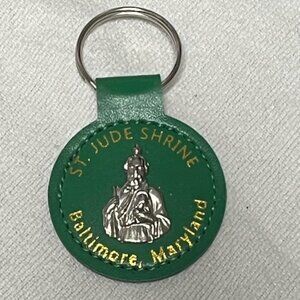 ST. JUDE SHRINE
Baltimore, Maryland